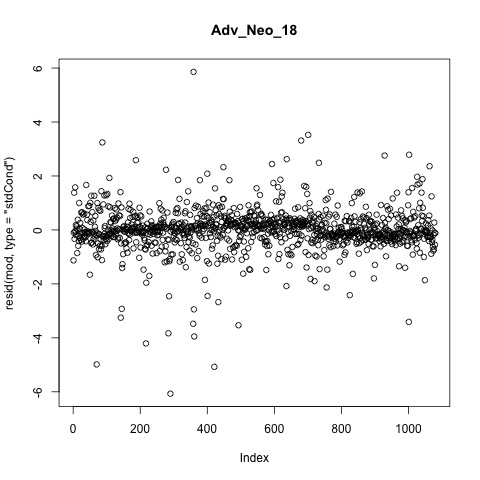 Adv_Neo_18
resid(mod, type = "stdCond")
6
4
2
0
-2
-4
-6
0 200 400 600 800 1000
Index